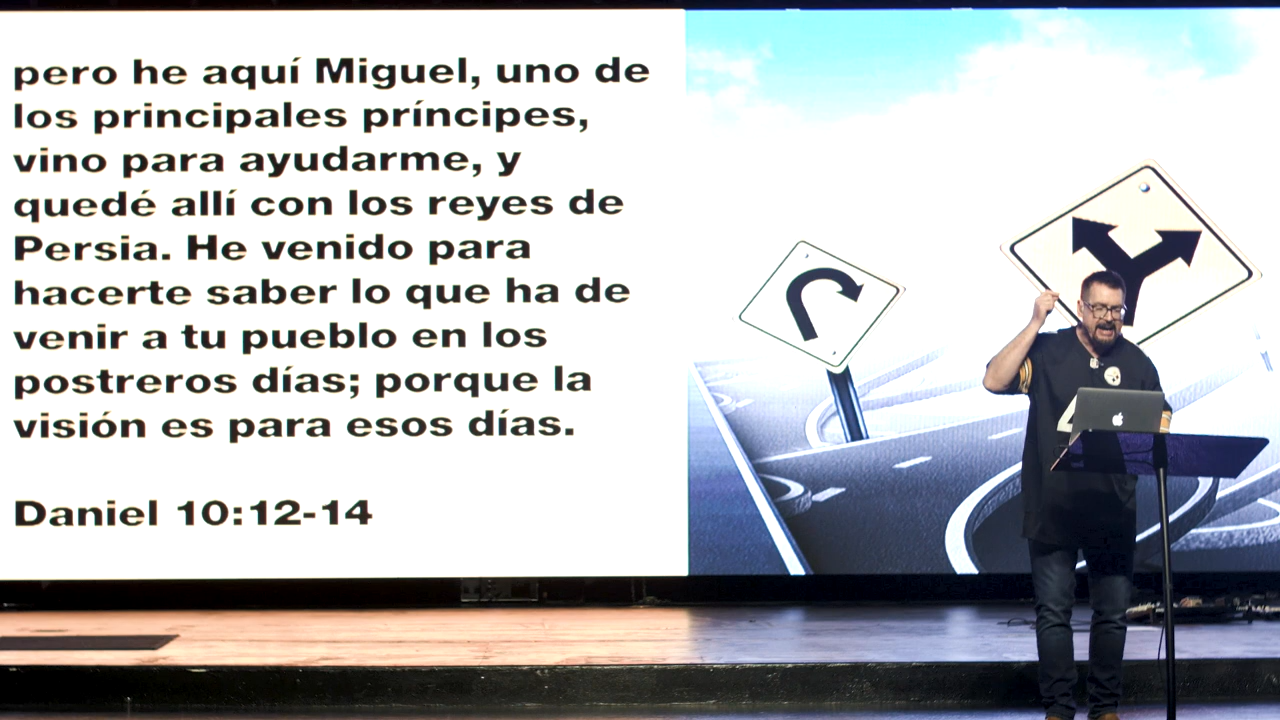 pero he aquí Miguel, uno de
los principales príncipes,
vino para ayudarme, y
quedé allí con los reyes de
Persia. He venido para
hacerte saber lo que ha de
venir a tu pueblo en los
postreros días; porque la
visión es para esos días.
Daniel 10:12-14